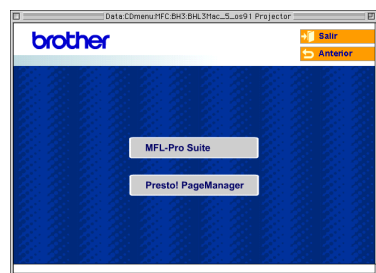 Data:CDmenu:MFC:BH3:BHL3Mac_5_os91 Projector
brother
Salir
Anterior
MFL-Pro Suite
Presto! PageManager